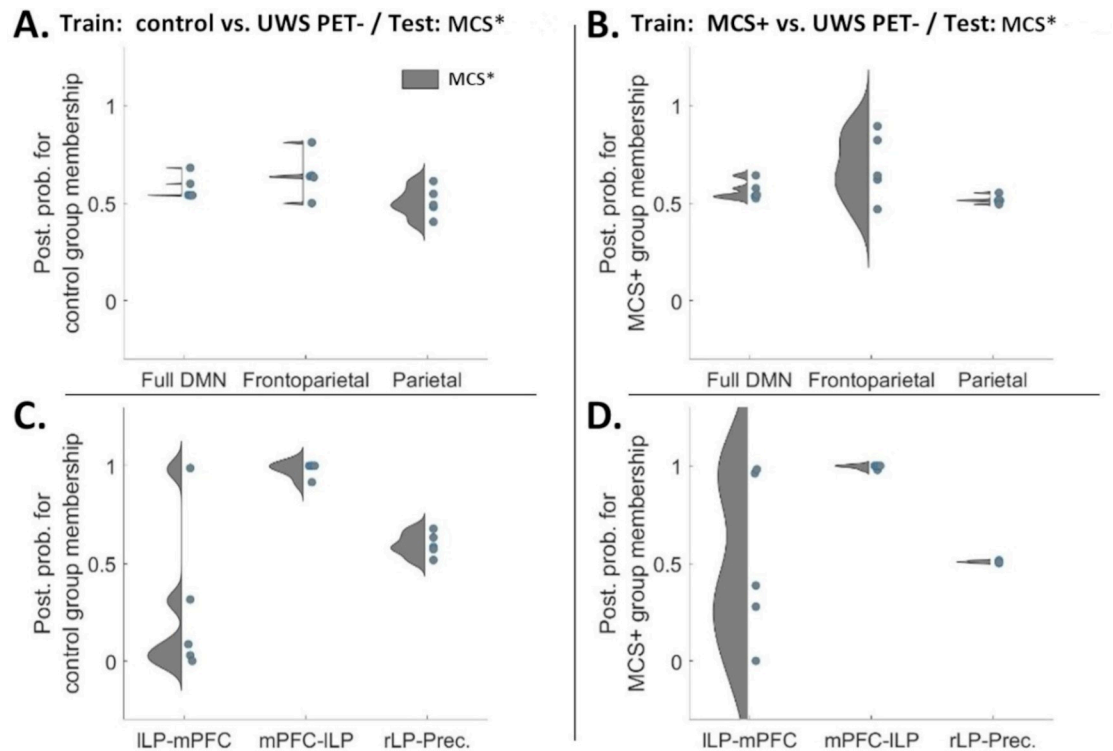 A. Train: control vs. UWS PET- / Test: MCS*
MCS*
Post. prob. for
control group membership
1
0.5
0
Full DMN Frontoparietal Parietal
B. Train: MCS+ vs. UWS PET- / Test: MCS*
Post. prob. for
MCS+ group membership
1
0.5
0
Full DMN Frontoparietal Parietal
C.
Post. prob. for
control group membership
1
0.5
0
lLP-mPFC mPFC-lLP rLP-Prec.
D.
Post. prob. for
MCS+ group membership
1
0.5
0
lLP-mPFC mPFC-lLP rLP-Prec.